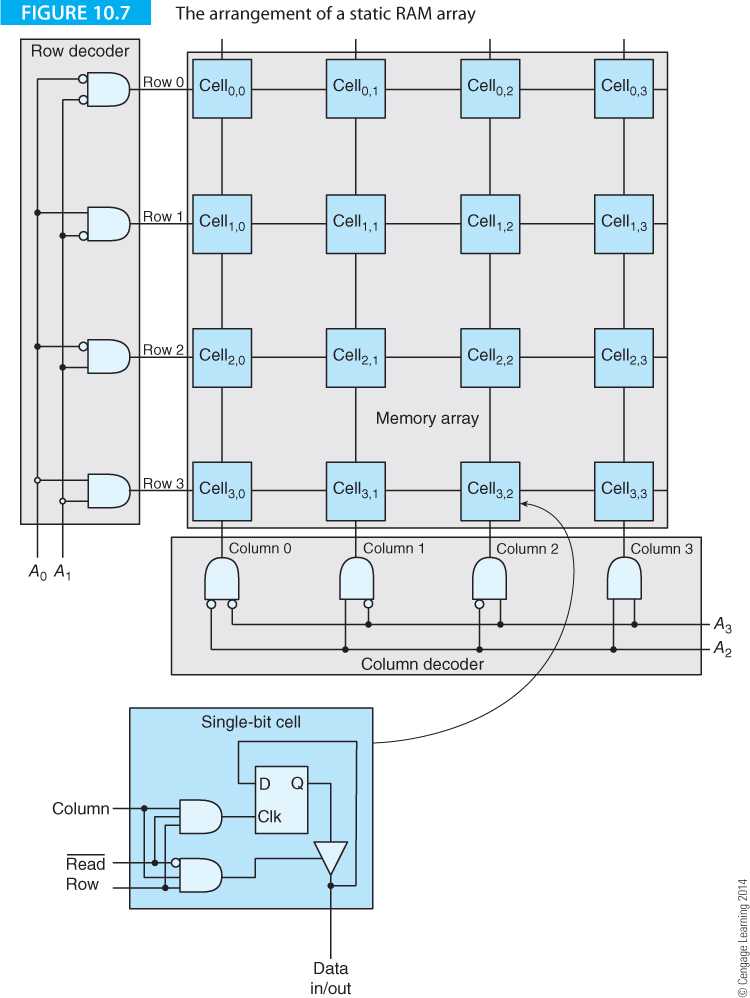 FIGURE 10.7 The arrangement of a static RAM array
Row decoder
Row 0
Cell0,0 Cell0,1 Cell0,2 Cell0,3
Row 1
Cell1,0 Cell1,1 Cell1,2 Cell1,3
Row 2
Cell2,0 Cell2,1 Cell2,2 Cell2,3
Memory array
Row 3
Cell3,0 Cell3,1 Cell3,2 Cell3,3
A0 A1
Column 0 Column 1 Column 2 Column 3
A3
A2
Column decoder
Single-bit cell
D Q
Clk
Column
Read
Row
Data
in/out
© Cengage Learning 2014